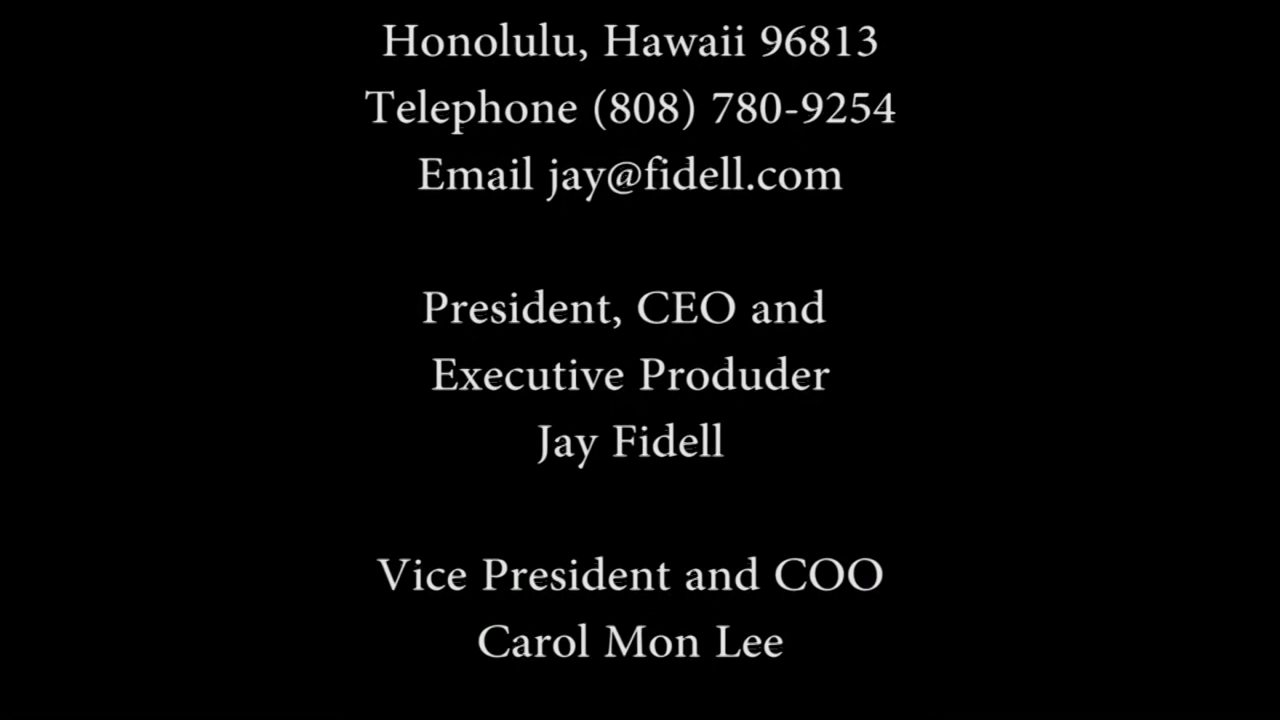 Honolulu, Hawaii 96813
Telephone (808) 780-9254
Email jay@fidell.com
President, CEO and
Executive Produder
Jay Fidell
Vice President and COO
Carol Mon Lee